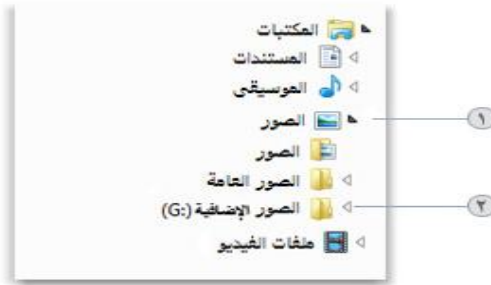 المكتبات
المستندات
الموسيقى
الصور
١
الصور
الصور العامة
الصور الإضافية (G:)
٢
ملفات الفيديو